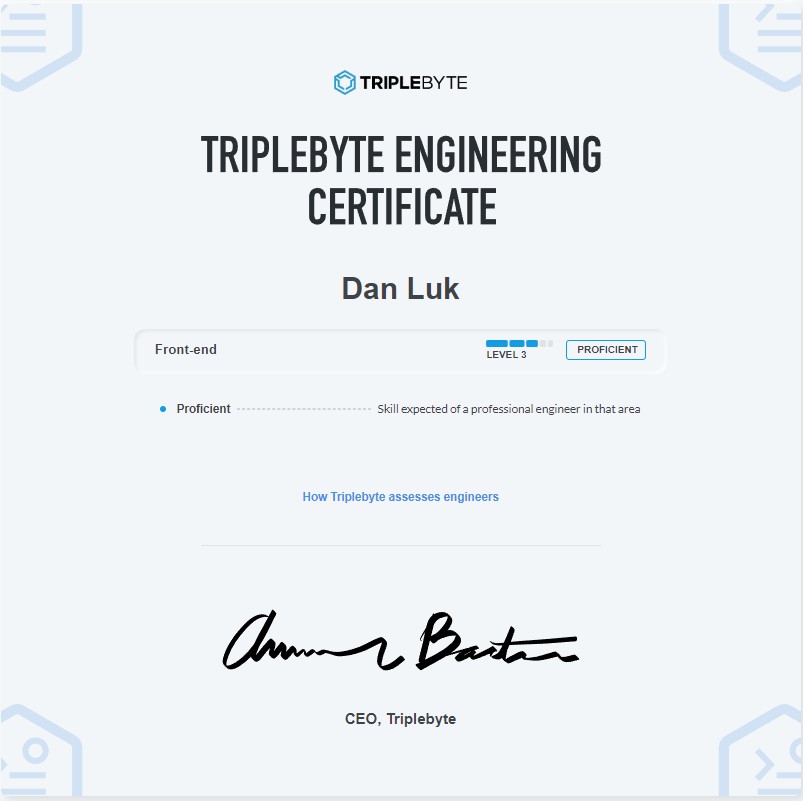 TRIPLEBYTE
TRIPLEBYTE ENGINEERING
CERTIFICATE
Dan Luk
Front-end
LEVEL 3
PROFICIENT
Proficient
Skill expected of a professional engineer in that area
How Triplebyte assesses engineers
CEO, Triplebyte